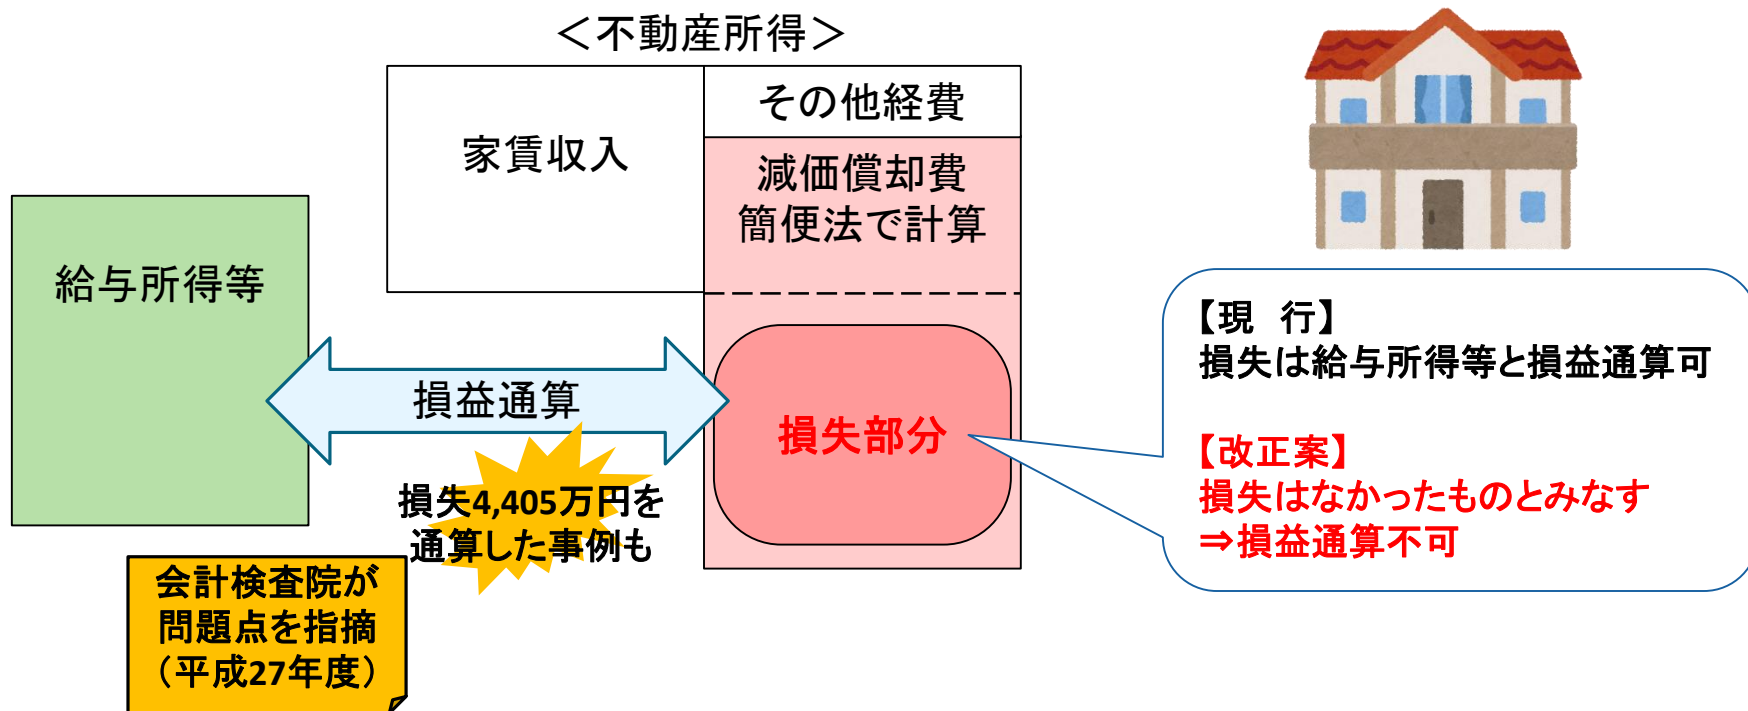 ＜不動産所得＞
家賃収入
その他経費
減価償却費
簡便法で計算
給与所得等
損益通算
損失部分
損失4,405万円を
通算した事例も
会計検査院が
問題点を指摘
（平成27年度）
【現　行】
損失は給与所得等と損益通算可
【改正案】
損失はなかったものとみなす
⇒損益通算不可